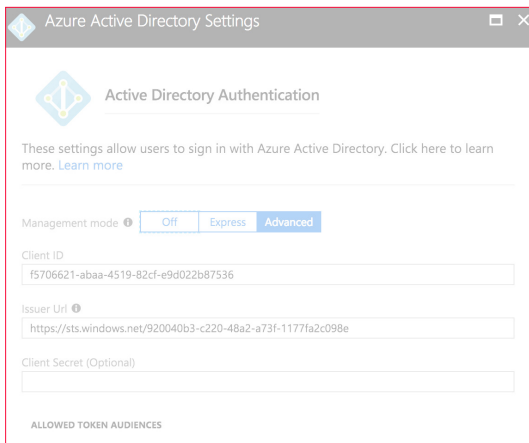 Azure Active Directory Settings
Active Directory Authentication
These settings allow users to sign in with Azure Active Directory. Click here to learn
more. Learn more
Management mode Off Express Advanced
Client ID
f5706621-abaa-4519-82cf-e9d022b87536
Issuer Url
https://sts.windows.net/920040b3-c220-48a2-a73f-1177fa2c098e
Client Secret (Optional)
ALLOWED TOKEN AUDIENCES